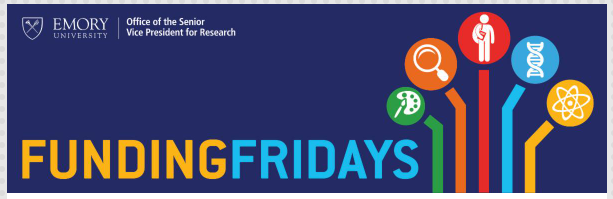 EMORY
UNIVERSITY
Office of the Senior
Vice President for Research
FUNDINGFRIDAYS